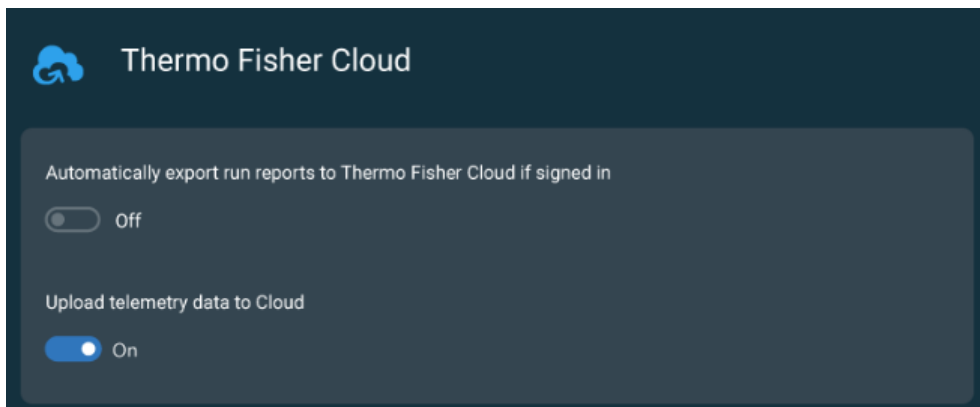 Thermo Fisher Cloud
Automatically export run reports to Thermo Fisher Cloud if signed in
Off
Upload telemetry data to Cloud
On